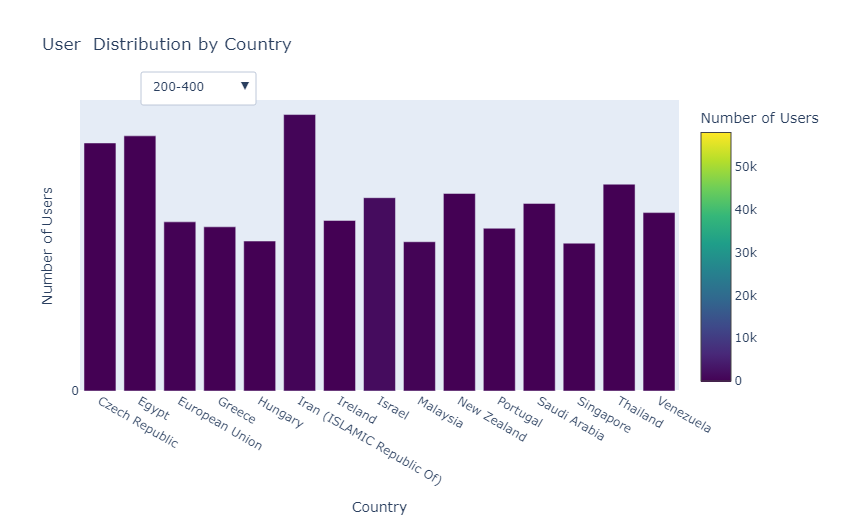 User  Distribution by Country
200-400 ▼
Number of Users
Number of Users
50k
40k
30k
20k
10k
0
0
Czech Republic
Egypt
European Union
Greece
Hungary
Iran (ISLAMIC Republic Of)
Ireland
Israel
Malaysia
New Zealand
Portugal
Saudi Arabia
Singapore
Thailand
Venezuela
Country